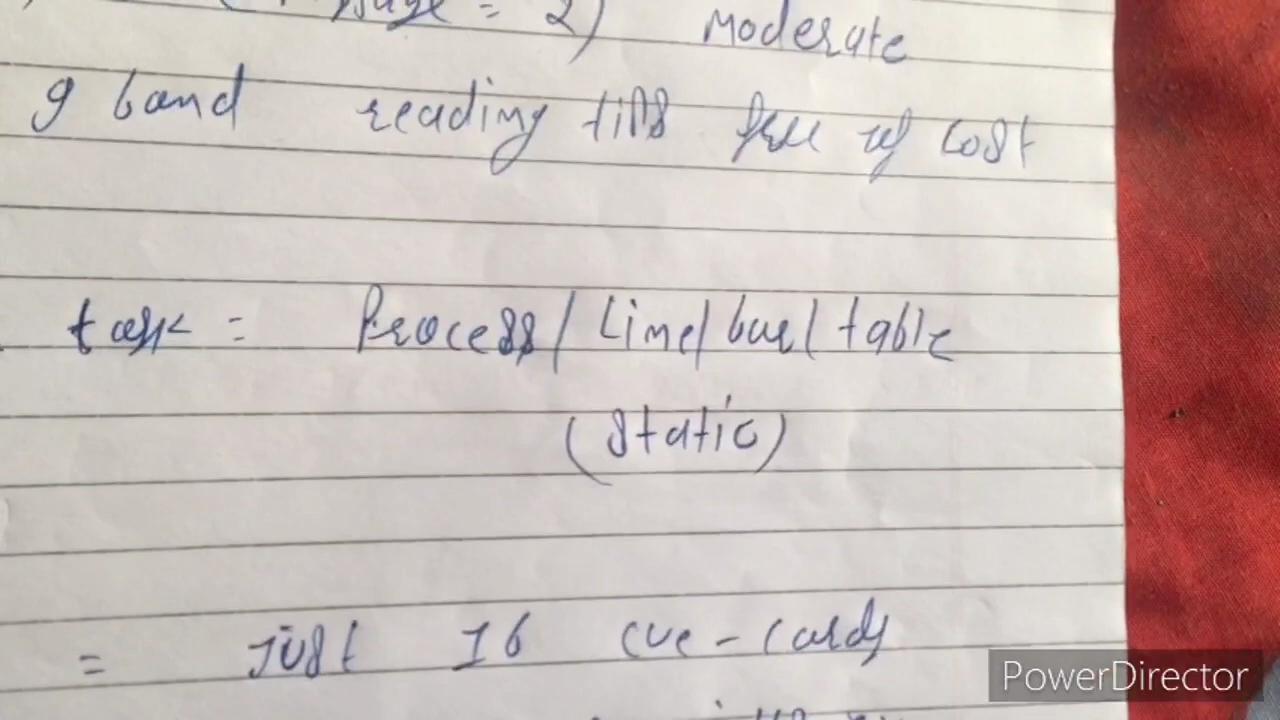 = 2) Moderate
9 band reading tips free of cost
task = Process/Line/bar/table
(static)
= Just 16 cue-cards
PowerDirector